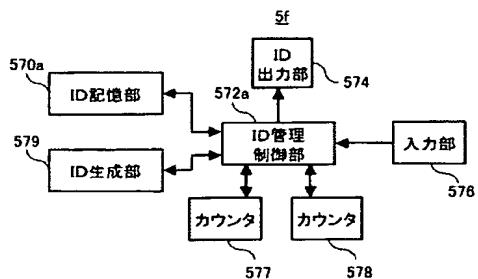 5f
ID
出力部
574
570a
ID記憶部
572a
ID管理
制御部
579
ID生成部
入力部
576
カウンタ
577
カウンタ
578